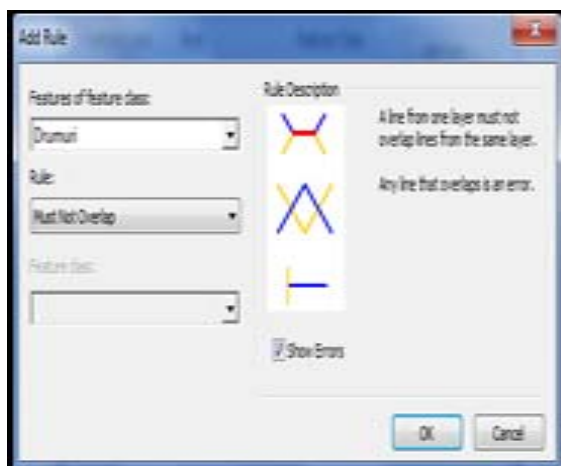 Add Rule
Features of feature class:
Drumuri
Rule:
Must Not Overlap
Feature class:
Rule Description
A line from one layer must not
overlap lines from the same layer.
Any line that overlaps is an error.
Show Errors
OK
Cancel